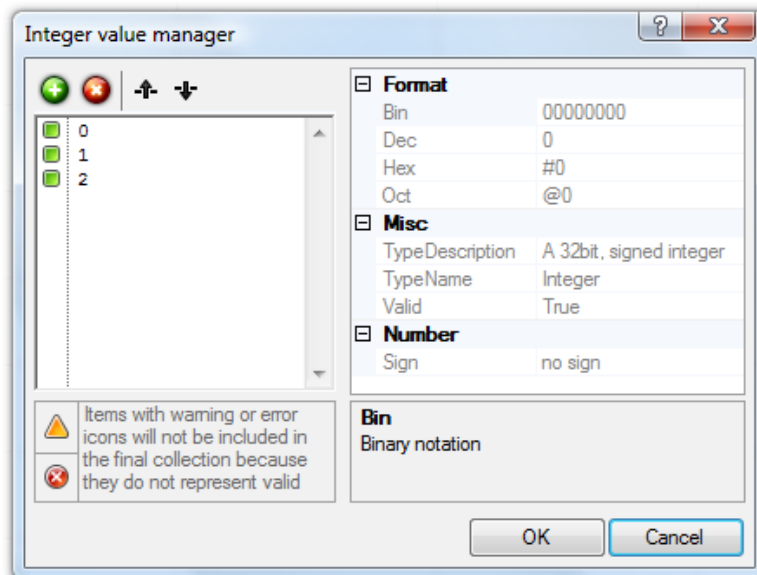 Integer value manager
0
1
2
Format
Bin 00000000
Dec 0
Hex #0
Oct @0
Misc
TypeDescription A 32bit, signed integer
TypeName Integer
Valid True
Number
Sign no sign
Items with warning or error
icons will not be included in
the final collection because
they do not represent valid
Bin
Binary notation
OK Cancel